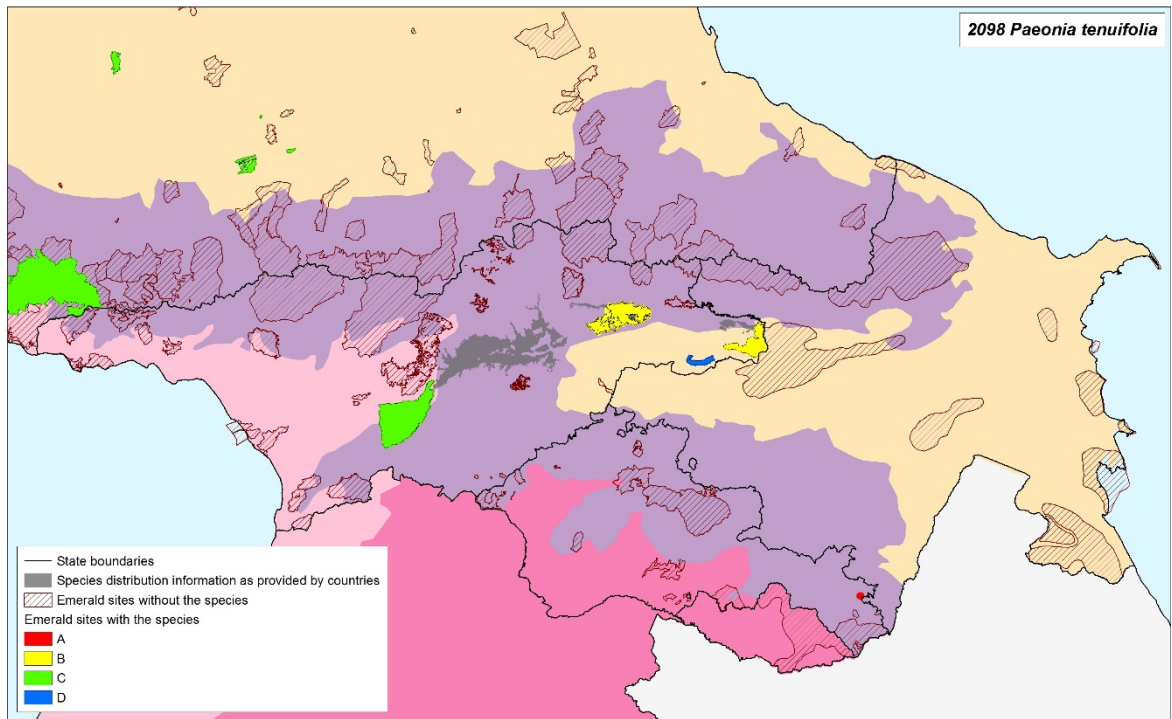 2098 Paeonia tenuifolia
State boundaries
Species distribution information as provided by countries
Emerald sites without the species
Emerald sites with the species
A
B
C
D